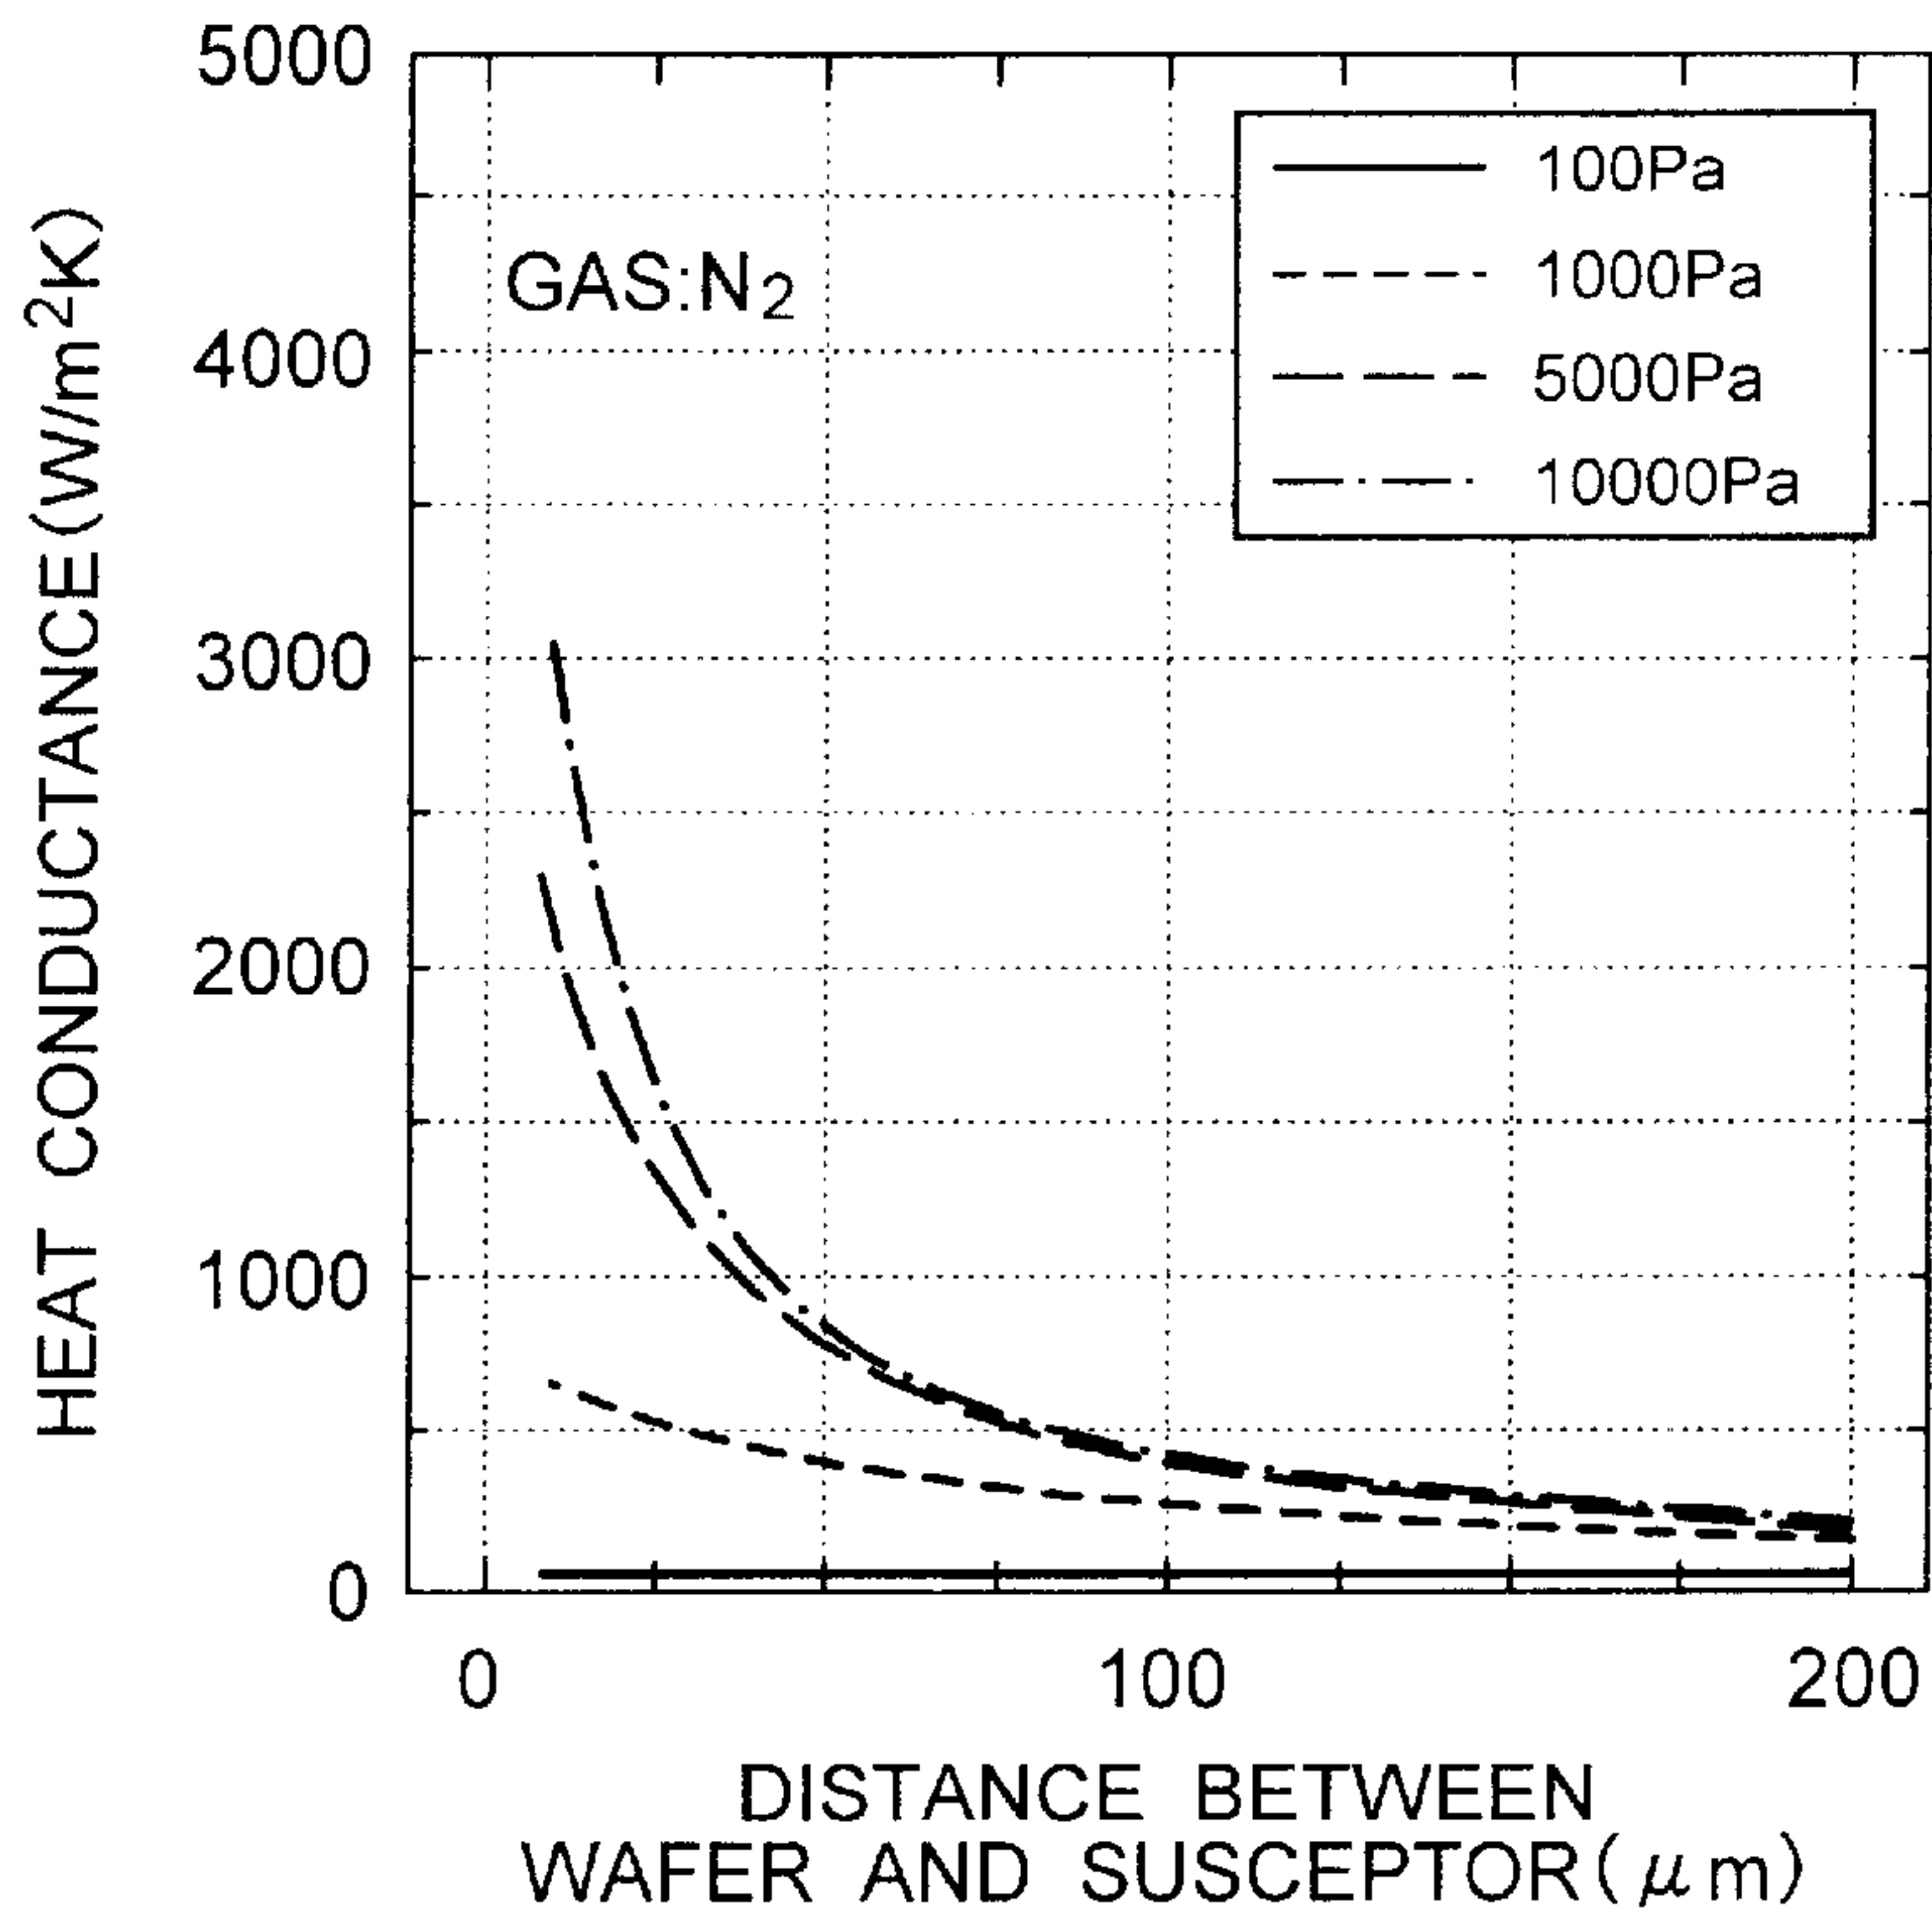 5000
4000
3000
2000
1000
0
HEAT CONDUCTANCE(W/m²K)
GAS:N₂
100Pa
1000Pa
5000Pa
10000Pa
0 100 200
DISTANCE BETWEEN
WAFER AND SUSCEPTOR(μm)